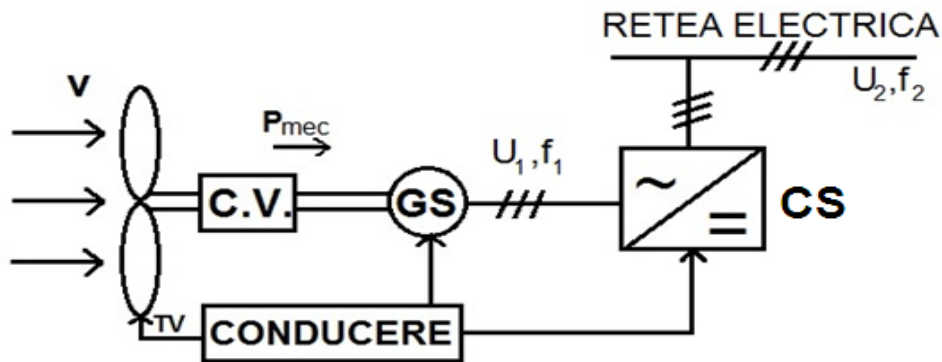 RETEA ELECTRICA
U₂,f₂
V
Pmec
U₁,f₁
C.V.
GS
~
=
CS
TV
CONDUCERE